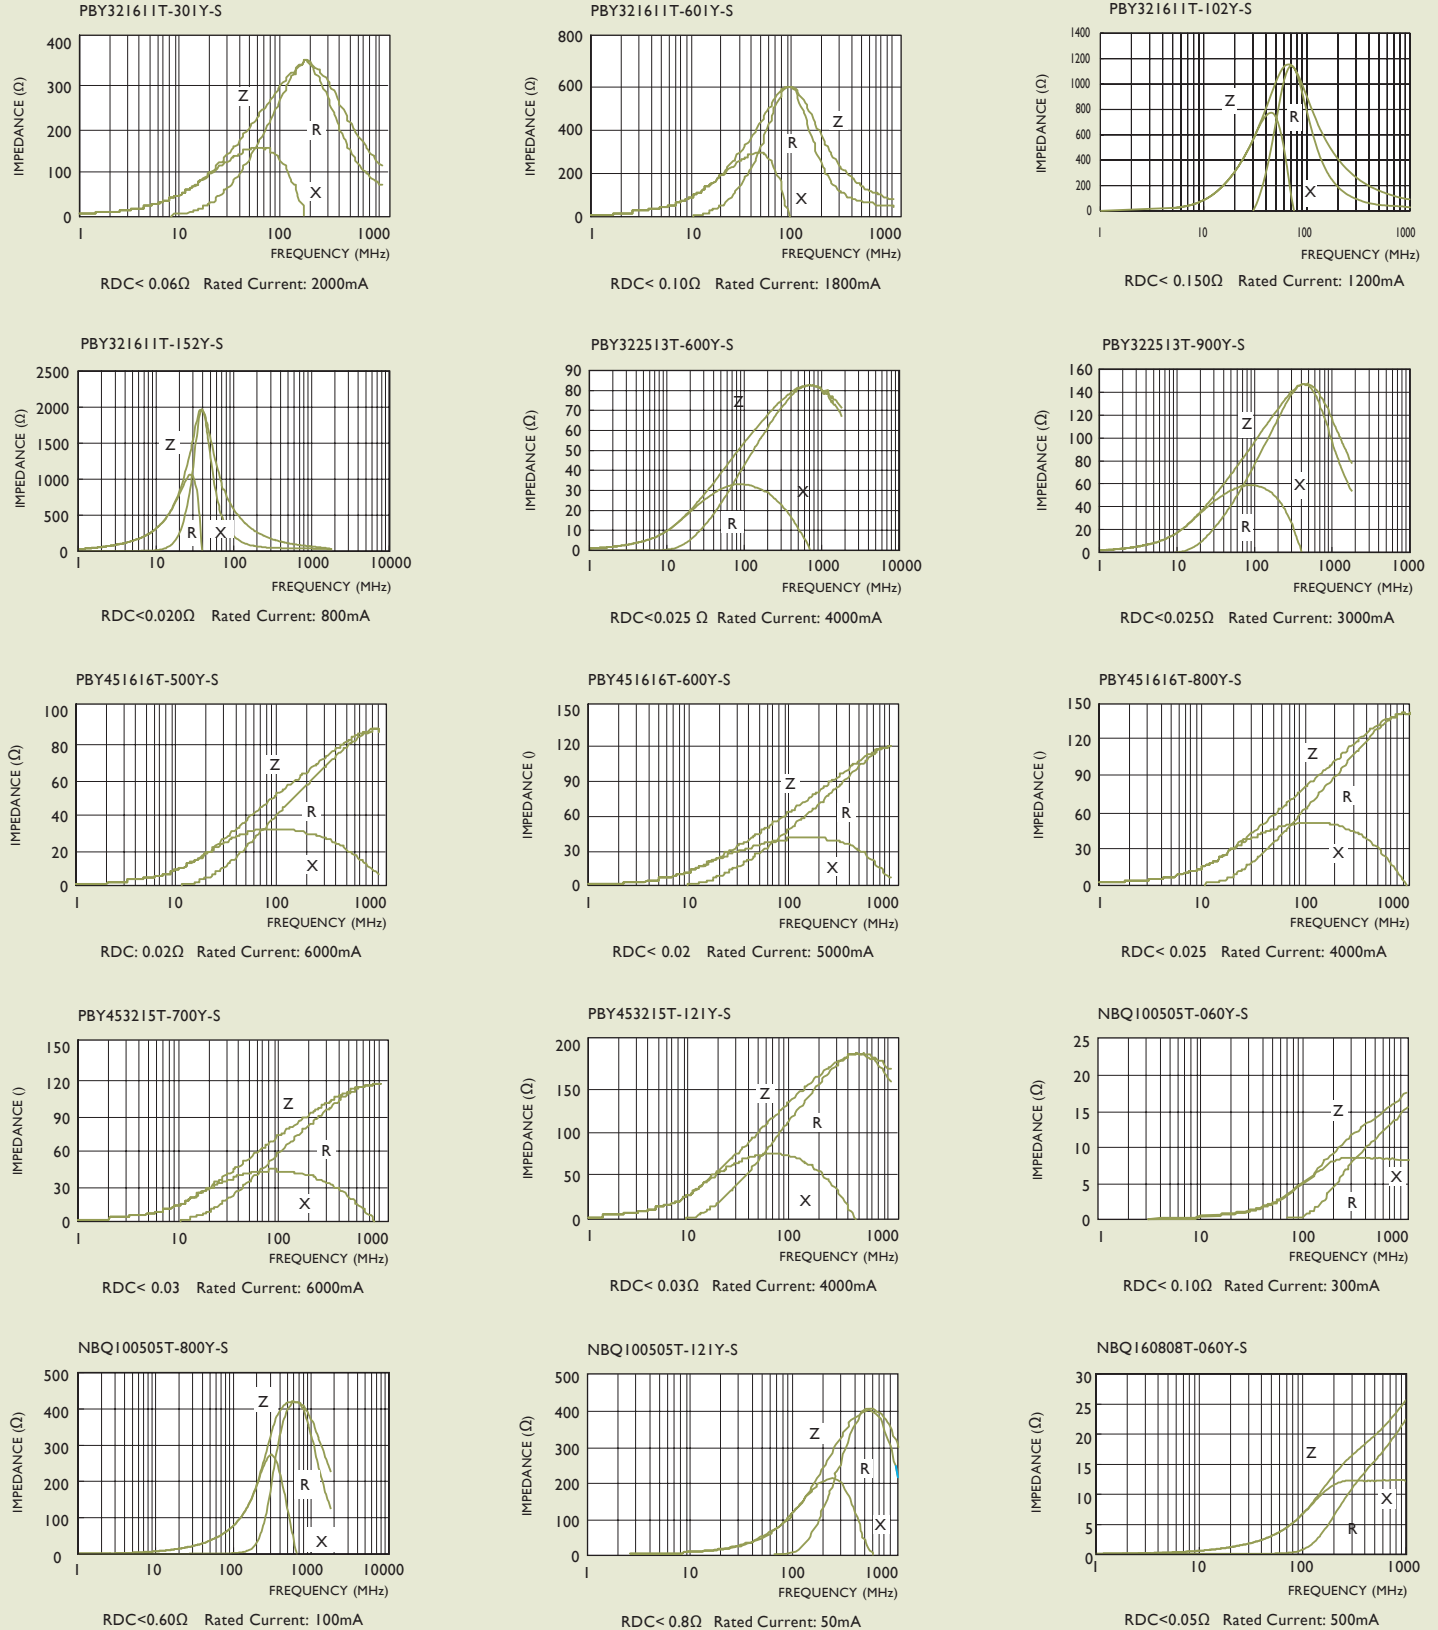 PBY321611T-301Y-S
IMPEDANCE (Ω)
400
300
200
100
0
Z
R
X
1 10 100 1000
FREQUENCY (MHz)
RDC< 0.06Ω Rated Current: 2000mA
PBY321611T-601Y-S
IMPEDANCE (Ω)
800
600
400
200
0
Z
R
X
1 10 100 1000
FREQUENCY (MHz)
RDC< 0.10Ω Rated Current: 1800mA
PBY321611T-102Y-S
IMPEDANCE (Ω)
1400
1200
1000
800
600
400
200
0
Z
R
X
1 10 100 1000
FREQUENCY (MHz)
RDC< 0.150Ω Rated Current: 1200mA
PBY321611T-152Y-S
IMPEDANCE (Ω)
2500
2000
1500
1000
500
0
Z
R X
1 10 100 1000 10000
FREQUENCY (MHz)
RDC<0.020Ω Rated Current: 800mA
PBY322513T-600Y-S
IMPEDANCE (Ω)
90
80
70
60
50
40
30
20
10
0
Z
X
R
1 10 100 1000 10000
FREQUENCY (MHz)
RDC<0.025 Ω Rated Current: 4000mA
PBY322513T-900Y-S
IMPEDANCE (Ω)
160
140
120
100
80
60
40
20
0
Z
X
R
1 10 100 1000 1000
FREQUENCY (MHz)
RDC<0.025Ω Rated Current: 3000mA
PBY451616T-500Y-S
IMPEDANCE (Ω)
100
80
60
40
20
0
Z
R
X
1 10 100 1000
FREQUENCY (MHz)
RDC: 0.02Ω Rated Current: 6000mA
PBY451616T-600Y-S
IMPEDANCE ()
150
120
90
60
30
0
Z
R
X
1 10 100 1000
FREQUENCY (MHz)
RDC< 0.02 Rated Current: 5000mA
PBY451616T-800Y-S
IMPEDANCE ()
150
120
90
60
30
0
Z
R
X
1 10 100 1000
FREQUENCY (MHz)
RDC< 0.025 Rated Current: 4000mA
PBY453215T-700Y-S
IMPEDANCE ()
150
120
90
60
30
0
Z
R
X
1 10 100 1000
FREQUENCY (MHz)
RDC< 0.03 Rated Current: 6000mA
PBY453215T-121Y-S
IMPEDANCE (Ω)
200
150
100
50
0
Z
R
X
1 10 100 1000
FREQUENCY (MHz)
RDC< 0.03Ω Rated Current: 4000mA
NBQ100505T-060Y-S
IMPEDANCE (Ω)
25
20
15
10
5
0
Z
X
R
1 10 100 1000
FREQUENCY (MHz)
RDC< 0.10Ω Rated Current: 300mA
NBQ100505T-800Y-S
IMPEDANCE (Ω)
500
400
300
200
100
0
Z
R
X
1 10 100 1000 10000
FREQUENCY (MHz)
RDC<0.60Ω Rated Current: 100mA
NBQ100505T-121Y-S
IMPEDANCE (Ω)
500
400
300
200
100
0
Z
R
X
1 10 100 1000
FREQUENCY (MHz)
RDC< 0.8Ω Rated Current: 50mA
NBQ160808T-060Y-S
IMPEDANCE (Ω)
30
25
20
15
10
5
0
Z
X
R
1 10 100 1000
FREQUENCY (MHz)
RDC<0.05Ω Rated Current: 500mA